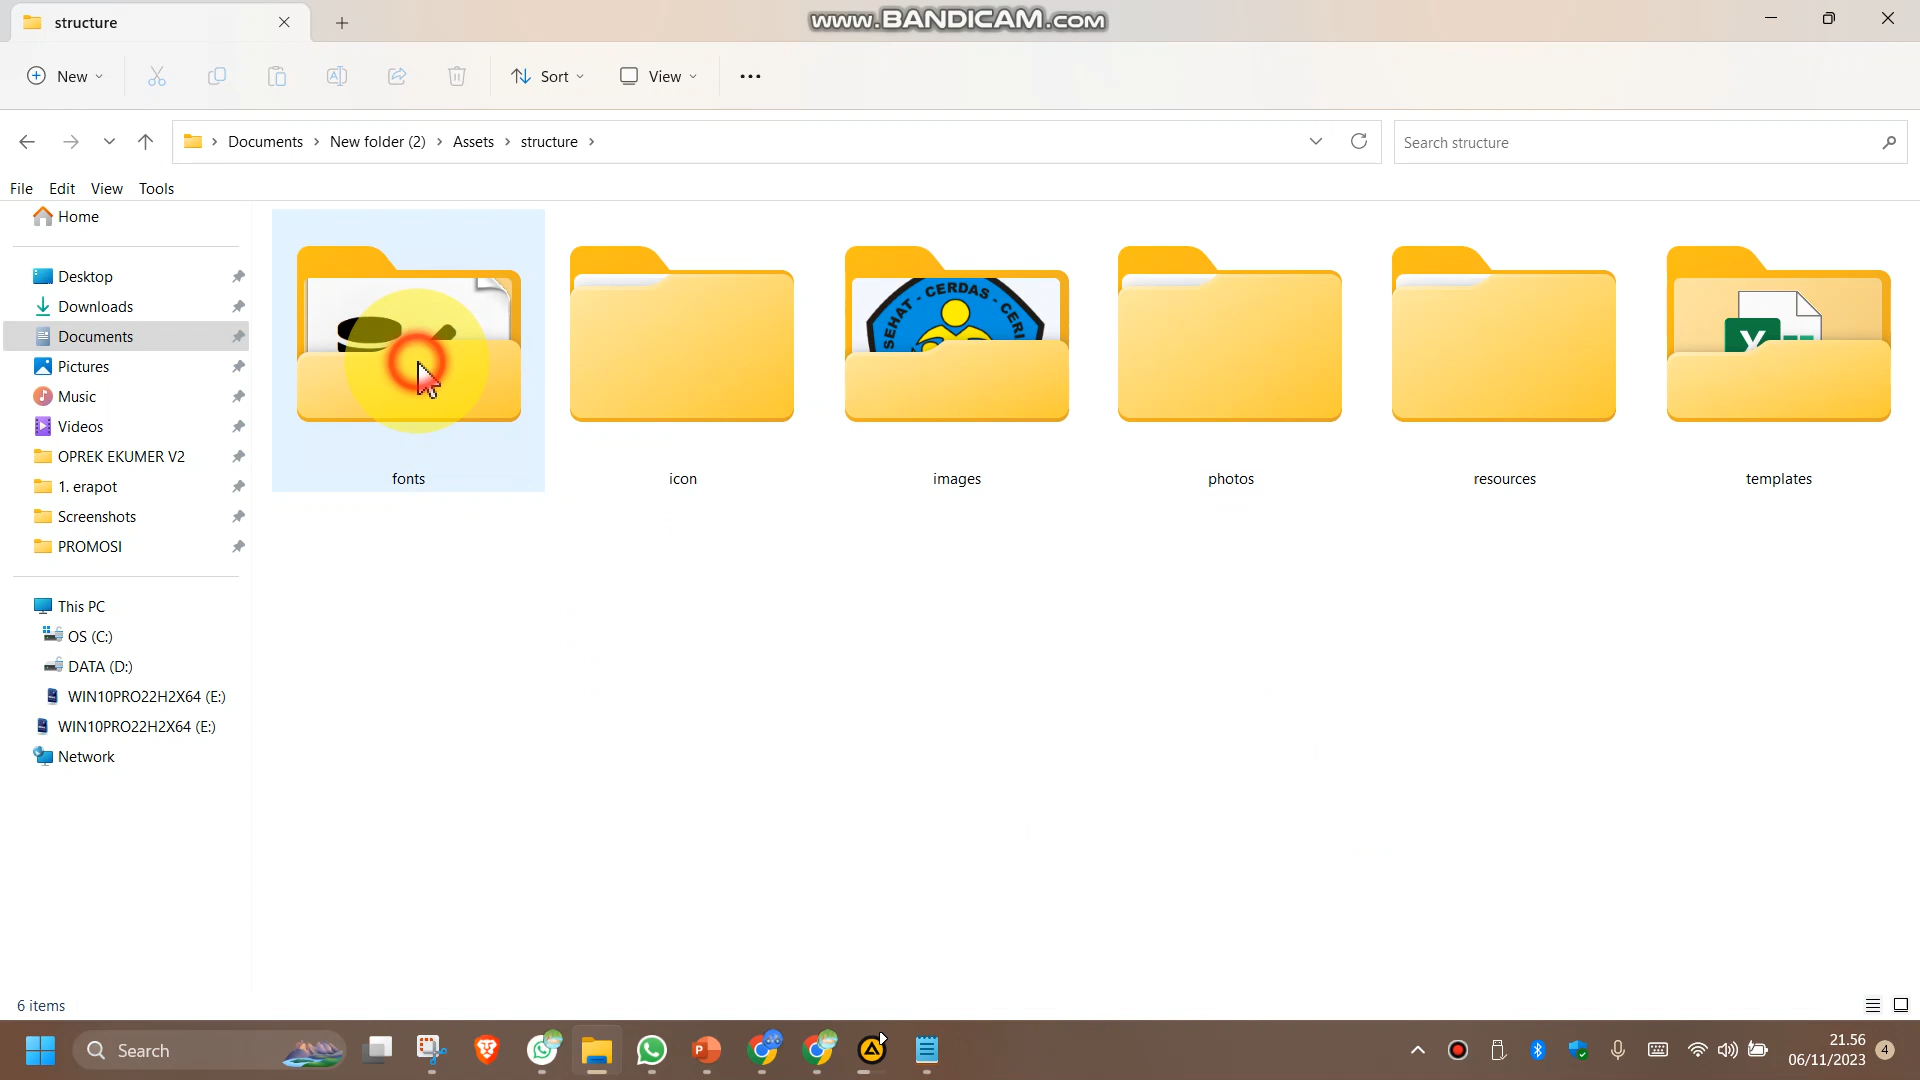 structure
www.BANDICAM.com
New
Sort
View
Documents
New folder (2)
Assets
structure
Search structure
File Edit View Tools
Home
Desktop
Downloads
Documents
Pictures
Music
Videos
OPREK EKUMER V2
1. erapot
Screenshots
PROMOSI
This PC
OS (C:)
DATA (D:)
WIN10PRO22H2X64 (E:)
WIN10PRO22H2X64 (E:)
Network
SEHAT - CERDAS - CERI
X
fonts
icon
images
photos
resources
templates
6 items
Search
P
21.56
06/11/2023
4